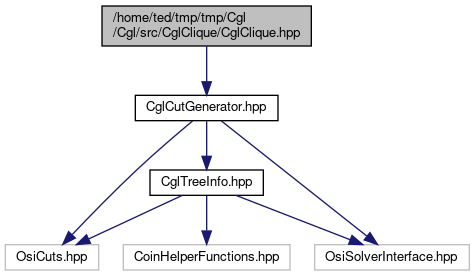 /home/ted/tmp/tmp/Cgl
/Cgl/src/CglClique/CglClique.hpp
CglCutGenerator.hpp
CglTreeInfo.hpp
OsiCuts.hpp
CoinHelperFunctions.hpp
OsiSolverInterface.hpp